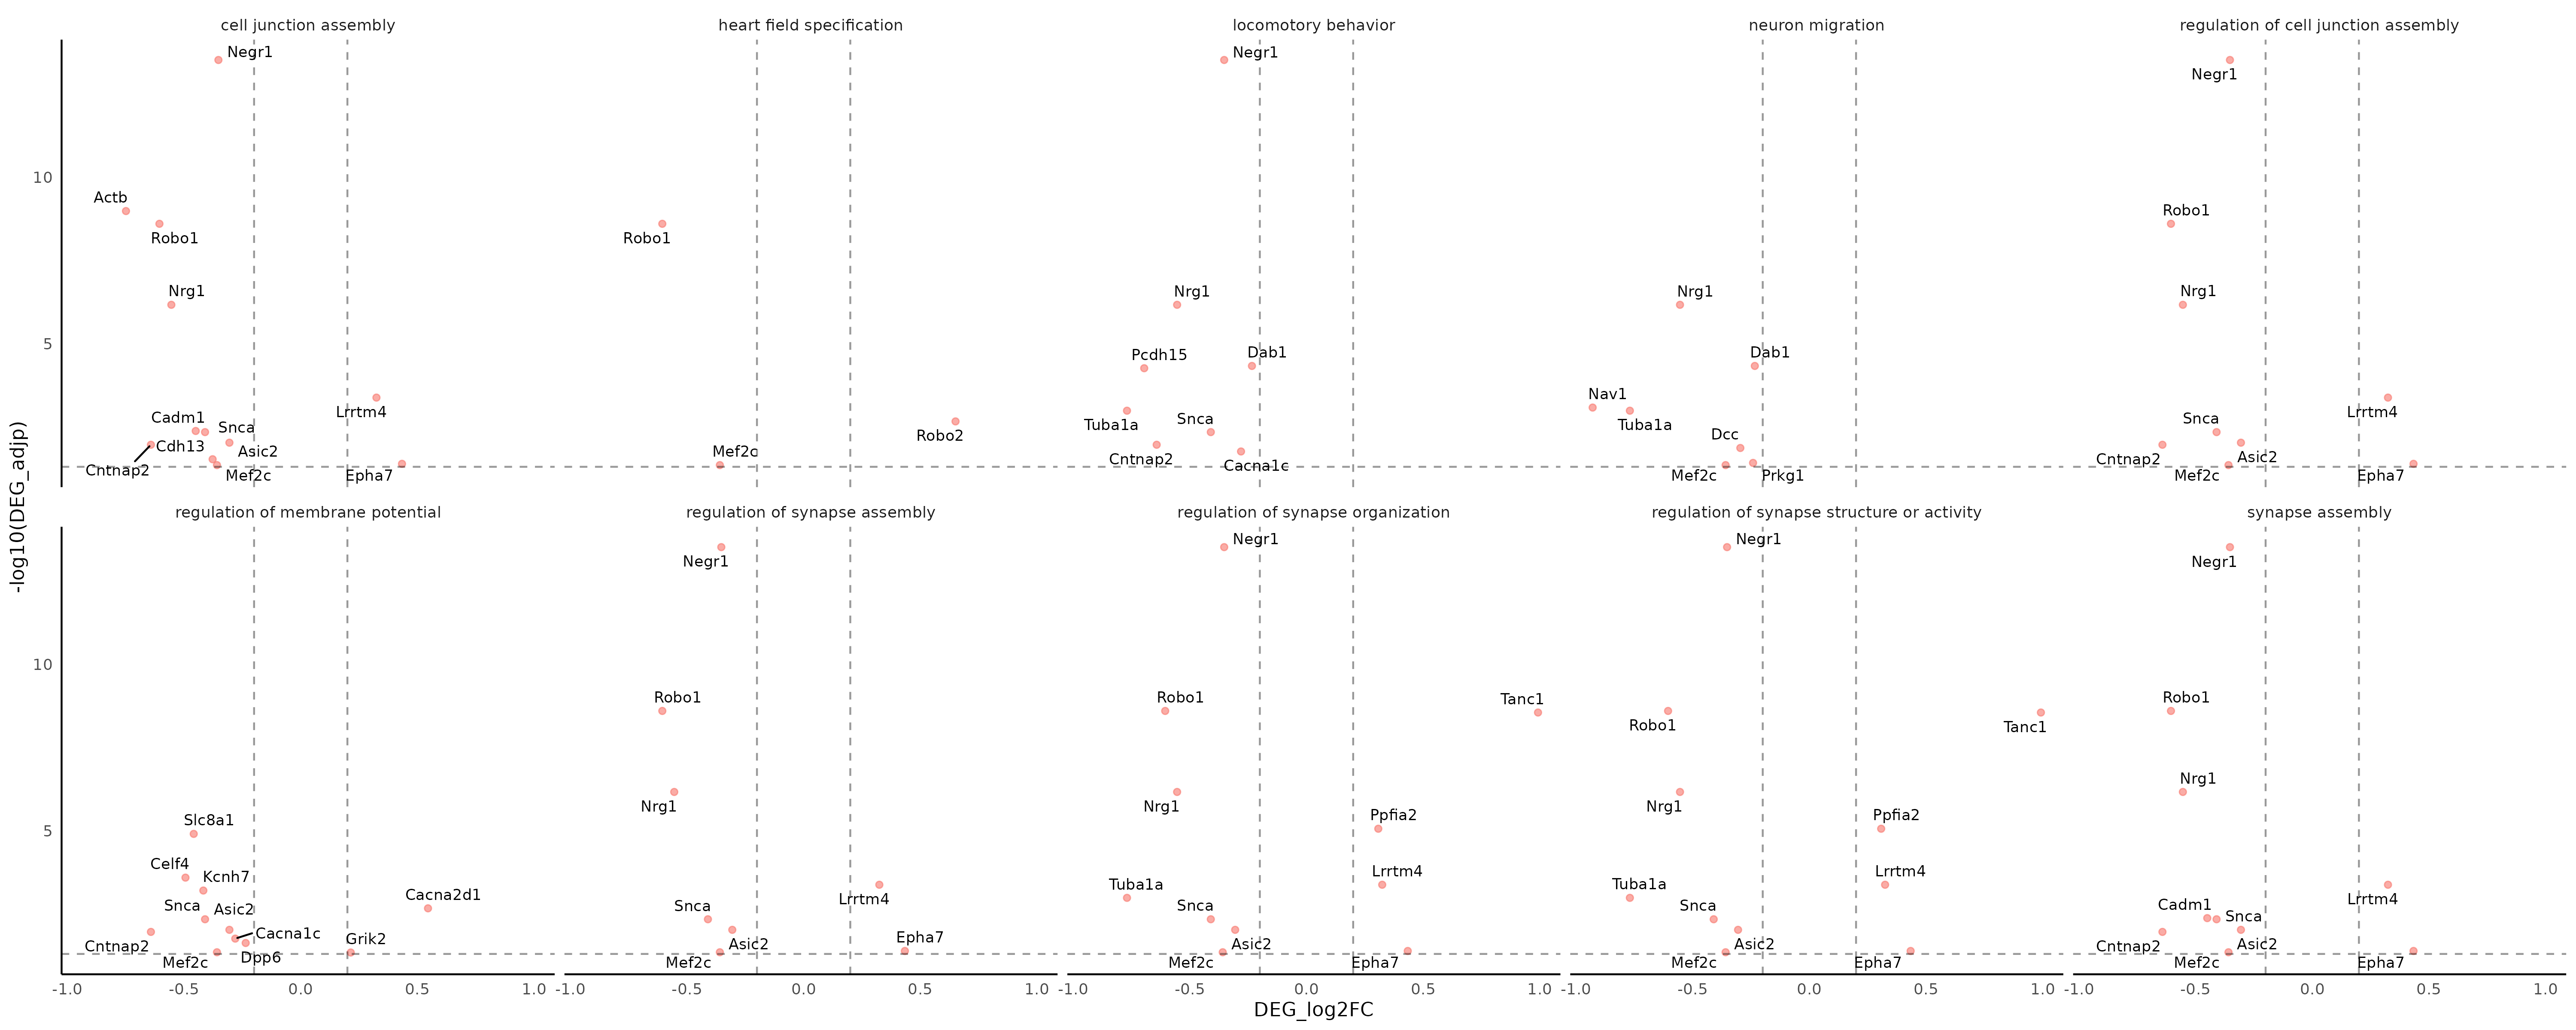 cell junction assembly
heart field specification
locomotory behavior
neuron migration
regulation of cell junction assembly
Negr1
Actb
Robo1
Nrg1
Cadm1
Snca
Cdh13
Asic2
Cntnap2
Mef2c
Lrrtm4
Epha7
Robo1
Mef2c
Robo2
Negr1
Nrg1
Pcdh15
Dab1
Tuba1a
Snca
Cntnap2
Cacna1c
Nrg1
Dab1
Nav1
Tuba1a
Dcc
Mef2c
Prkg1
Negr1
Robo1
Nrg1
Lrrtm4
Snca
Cntnap2
Asic2
Mef2c
Epha7
10
5
-log10(DEG_adjp)
regulation of membrane potential
regulation of synapse assembly
regulation of synapse organization
regulation of synapse structure or activity
synapse assembly
10
5
Slc8a1
Celf4
Kcnh7
Snca
Asic2
Cacna2d1
Cacna1c
Cntnap2
Grik2
Mef2c
Dpp6
Negr1
Robo1
Nrg1
Snca
Lrrtm4
Asic2
Epha7
Mef2c
Negr1
Robo1
Tanc1
Nrg1
Ppfia2
Lrrtm4
Tuba1a
Snca
Asic2
Mef2c
Epha7
Negr1
Robo1
Tanc1
Nrg1
Ppfia2
Lrrtm4
Tuba1a
Snca
Asic2
Mef2c
Epha7
Negr1
Robo1
Nrg1
Lrrtm4
Cadm1
Snca
Cntnap2
Asic2
Mef2c
Epha7
-1.0 -0.5 0.0 0.5 1.0
-1.0 -0.5 0.0 0.5 1.0
-1.0 -0.5 0.0 0.5 1.0
-1.0 -0.5 0.0 0.5 1.0
-1.0 -0.5 0.0 0.5 1.0
DEG_log2FC